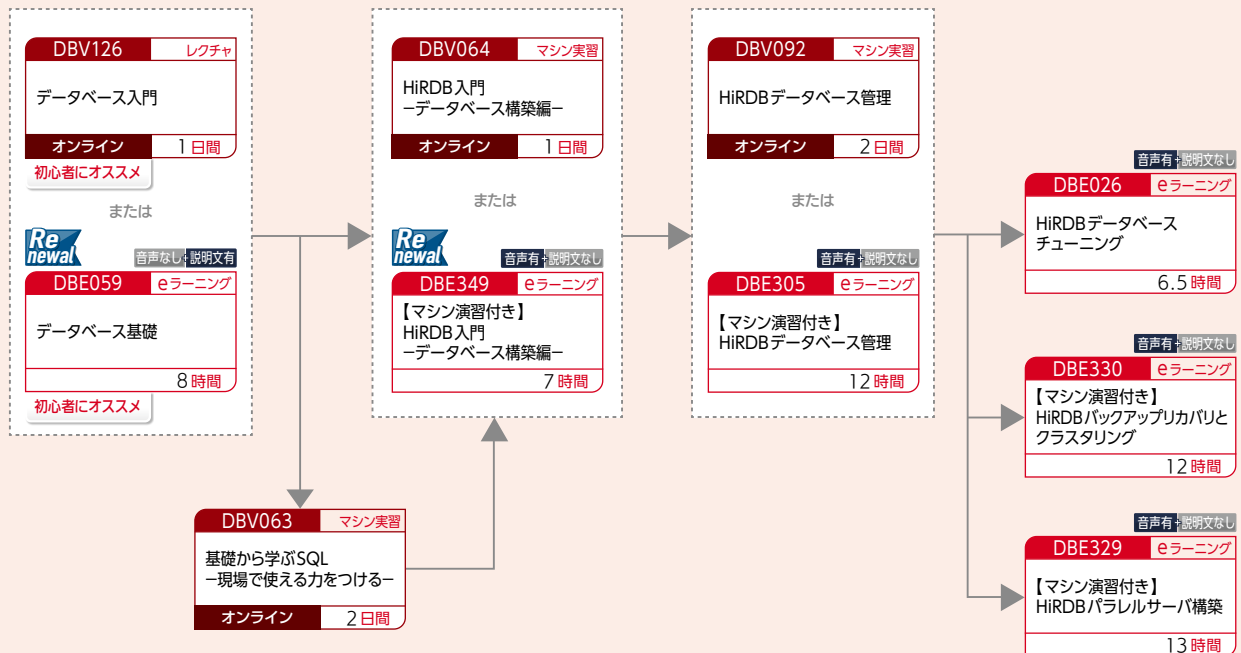 DBV126 レクチャ
データベース入門
オンライン 1日間
初心者にオススメ
または
Re
newal
音声なし+説明文有
DBE059 eラーニング
データベース基礎
8時間
初心者にオススメ
DBV063 マシン実習
基礎から学ぶSQL
−現場で使える力をつける−
オンライン 2日間
DBV064 マシン実習
HiRDB入門
−データベース構築編−
オンライン 1日間
または
Re
newal
音声有+説明文なし
DBE349 eラーニング
【マシン演習付き】
HiRDB入門
−データベース構築編−
7時間
DBV092 マシン実習
HiRDBデータベース管理
オンライン 2日間
または
音声有+説明文なし
DBE305 eラーニング
【マシン演習付き】
HiRDBデータベース管理
12時間
音声有+説明文なし
DBE026 eラーニング
HiRDBデータベース
チューニング
6.5時間
音声有+説明文なし
DBE330 eラーニング
【マシン演習付き】
HiRDBバックアップリカバリと
クラスタリング
12時間
音声有+説明文なし
DBE329 eラーニング
【マシン演習付き】
HiRDBパラレルサーバ構築
13時間